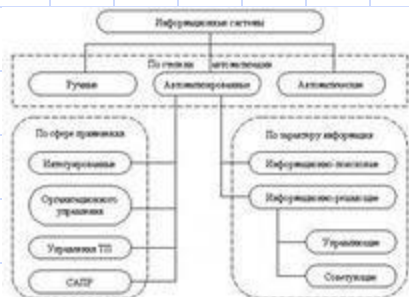 Информационные системы
По степени автоматизации
Ручные
Автоматизированные
Автоматические
По сфере применения
Интегрированные
Организационного
управления
Управления ТП
САПР
По характеру информации
Информационно-поисковые
Информационно-решающие
Управляющие
Советующие